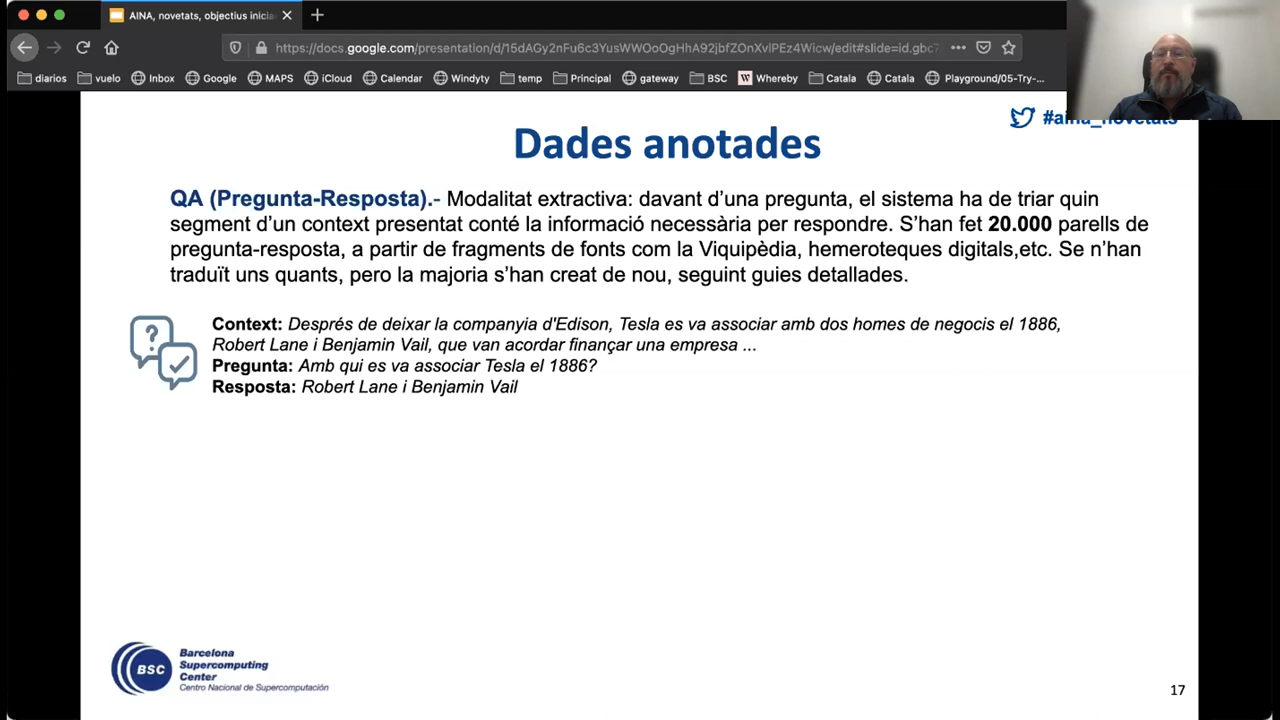 AINA, novetats, objectius inicia
https://docs.google.com/presentation/d/15dAGy2nFu6c3YusWWOoOgHhA92jbfZOnXvlPEz4Wicw/edit#slide=id.gbc
diarios vuelo Inbox Google MAPS iCloud Calendar Windyty temp Principal gateway BSC Whereby Catala Catala Playground/05-Try-...
Dades anotades
QA (Pregunta-Resposta).- Modalitat extractiva: davant d’una pregunta, el sistema ha de triar quin
segment d’un context presentat conté la informació necessària per respondre. S’han fet 20.000 parells de
pregunta-resposta, a partir de fragments de fonts com la Viquipèdia, hemeroteques digitals,etc. Se n’han
traduït uns quants, pero la majoria s’han creat de nou, seguint guies detallades.
Context: Després de deixar la companyia d'Edison, Tesla es va associar amb dos homes de negocis el 1886,
Robert Lane i Benjamin Vail, que van acordar finançar una empresa ...
Pregunta: Amb qui es va associar Tesla el 1886?
Resposta: Robert Lane i Benjamin Vail
BSC
Barcelona
Supercomputing
Center
Centro Nacional de Supercomputación
17